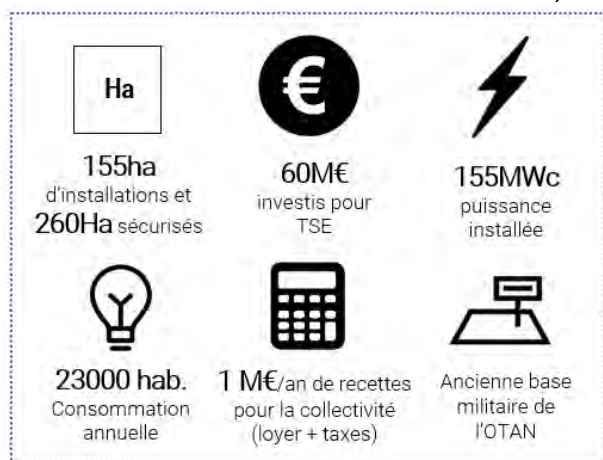 Ha
155ha
d'installations et
260Ha sécurisés
€
60M€
investis pour
TSE
155MWc
puissance
installée
23000 hab.
Consommation
annuelle
1 M€/an de recettes
pour la collectivité
(loyer + taxes)
Ancienne base
militaire de
l'OTAN